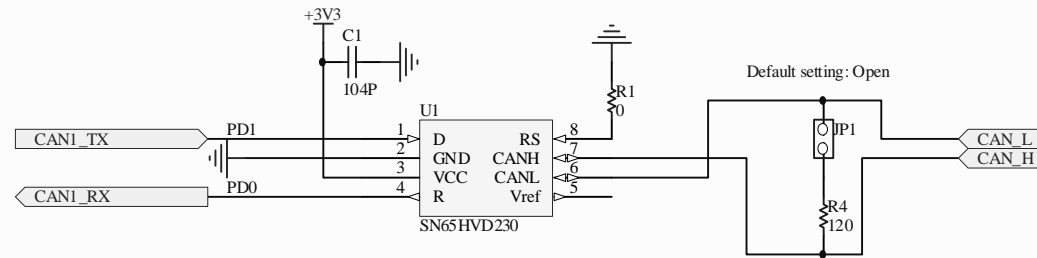 +3V3
C1
104P
R1
0
Default setting: Open
U1
CAN1_TX
PD1
1
D
RS
8
JP1
CAN_L
2
GND
CANH
7
CAN_H
3
VCC
CANL
6
CAN1_RX
PD0
4
R
Vref
5
R4
120
SN65HVD230